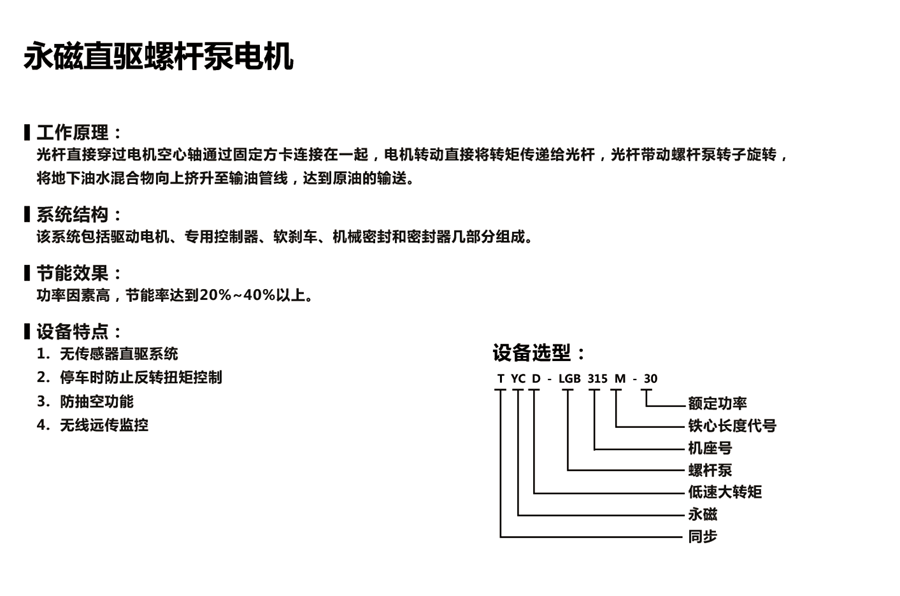 永磁直驱螺杆泵电机
工作原理：
光杆直接穿过电机空心轴通过固定方卡连接在一起，电机转动直接将转矩传递给光杆，光杆带动螺杆泵转子旋转，
将地下油水混合物向上挤升至输油管线，达到原油的输送。
系统结构：
该系统包括驱动电机、专用控制器、软刹车、机械密封和密封器几部分组成。
节能效果：
功率因素高，节能率达到20%~40%以上。
设备特点：
1. 无传感器直驱系统
2. 停车时防止反转扭矩控制
3. 防抽空功能
4. 无线远传监控
设备选型：
T YC D - LGB 315 M - 30
额定功率
铁心长度代号
机座号
螺杆泵
低速大转矩
永磁
同步